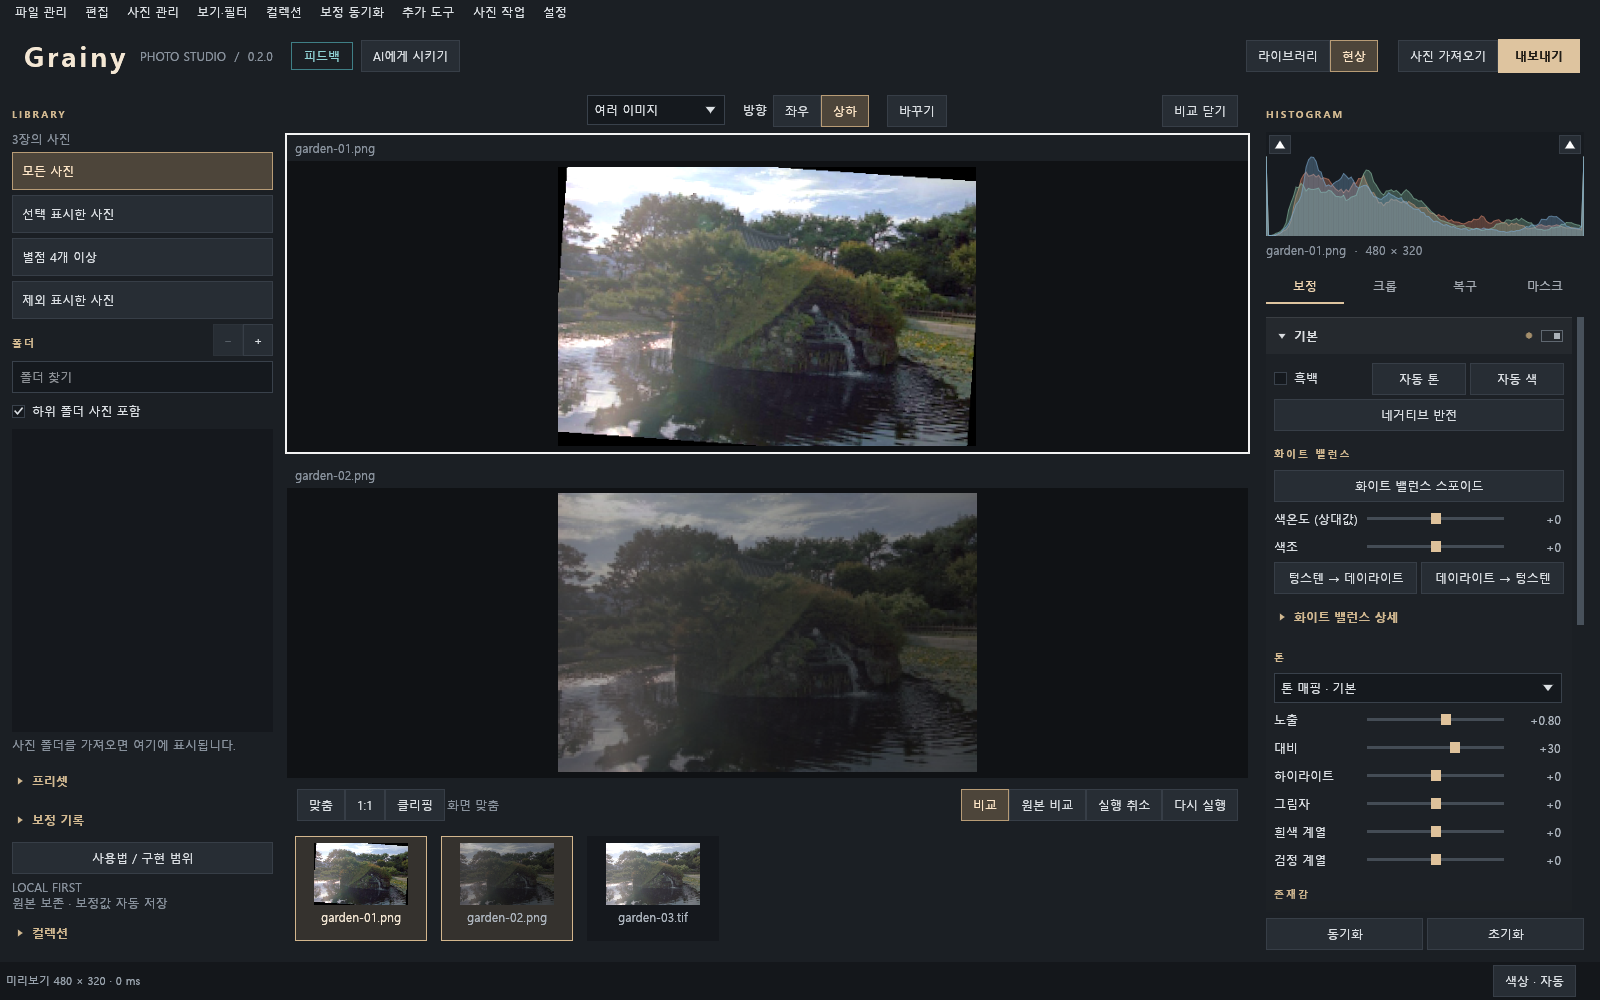 파일 관리 편집 사진 관리 보기·필터 컬렉션 보정 동기화 추가 도구 사진 작업 설정
Grainy PHOTO STUDIO / 0.2.0 피드백 AI에게 시키기 라이브러리 현상 사진 가져오기 내보내기
LIBRARY
3장의 사진
모든 사진
선택 표시한 사진
별점 4개 이상
제외 표시한 사진
폴더 − +
폴더 찾기
하위 폴더 사진 포함
사진 폴더를 가져오면 여기에 표시됩니다.
프리셋
보정 기록
사용법 / 구현 범위
LOCAL FIRST
원본 보존 · 보정값 자동 저장
컬렉션
여러 이미지 방향 좌우 상하 바꾸기 비교 닫기
garden-01.png
garden-02.png
맞춤 1:1 클리핑 화면 맞춤 비교 원본 비교 실행 취소 다시 실행
garden-01.png garden-02.png garden-03.tif
HISTOGRAM
garden-01.png · 480 × 320
보정 크롭 복구 마스크
기본
흑백 자동 톤 자동 색
네거티브 반전
화이트 밸런스
화이트 밸런스 스포이드
색온도 (상대값) +0
색조 +0
텅스텐 → 데이라이트 데이라이트 → 텅스텐
화이트 밸런스 상세
톤
톤 매핑 · 기본
노출 +0.80
대비 +30
하이라이트 +0
그림자 +0
흰색 계열 +0
검정 계열 +0
존재감
동기화 초기화
미리보기 480 × 320 · 0 ms 색상 · 자동